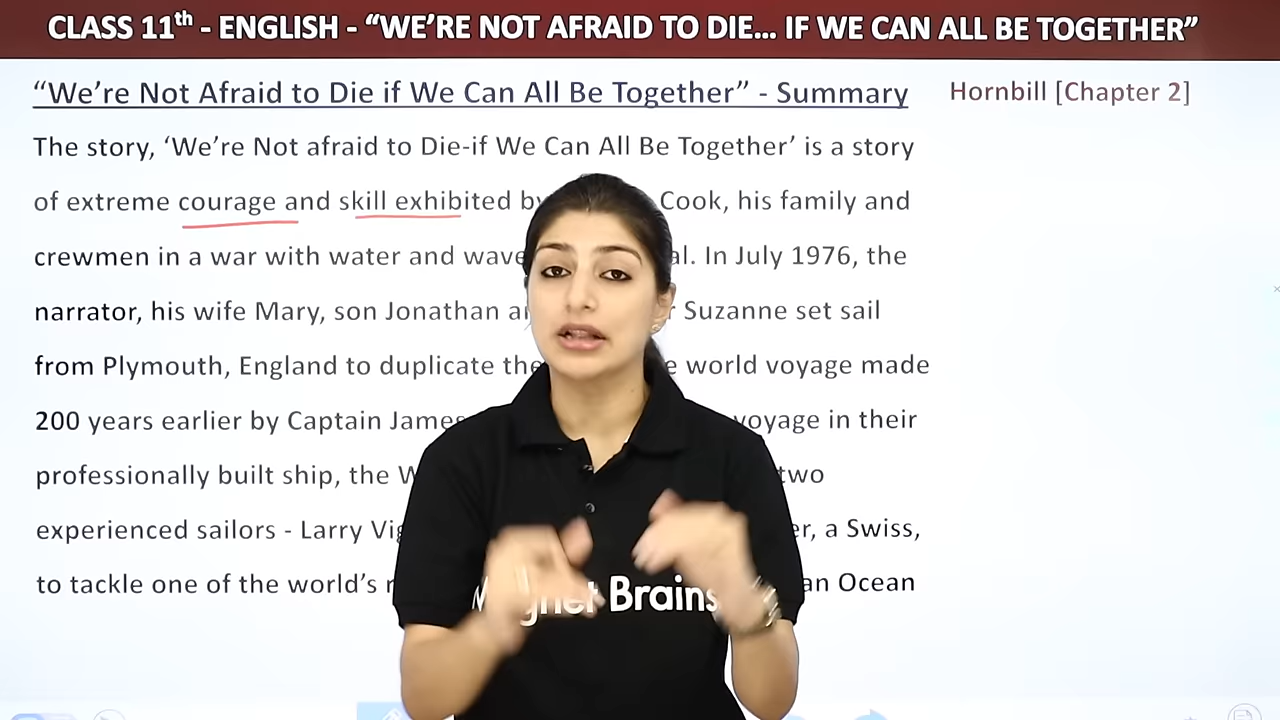 CLASS 11th - ENGLISH - “WE’RE NOT AFRAID TO DIE... IF WE CAN ALL BE TOGETHER”
“We’re Not Afraid to Die if We Can All Be Together” - Summary
Hornbill [Chapter 2]
The story, ‘We’re Not afraid to Die-if We Can All Be Together’ is a story
of extreme courage and skill exhibited by Cook, his family and
crewmen in a war with water and In July 1976, the
narrator, his wife Mary, son Jonathan Suzanne set sail
from Plymouth, England to duplicate the world voyage made
200 years earlier by Captain James voyage in their
professionally built ship, the two
experienced sailors - Larry a Swiss,
to tackle one of the world’s Ocean
Magnet Brains